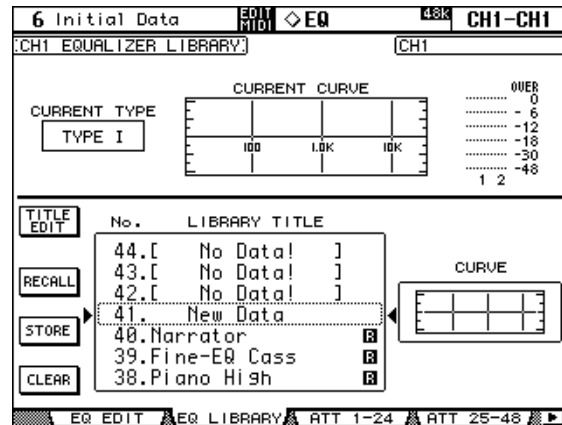 6 Initial Data EDIT MIDI ◇EQ 48k CH1-CH1
CH1 EQUALIZER LIBRARY CH1
CURRENT TYPE
TYPE I
CURRENT CURVE
100 1.0K 10K
OVER
0
-6
-12
-18
-30
-48
1 2
TITLE EDIT
RECALL
STORE
CLEAR
No. LIBRARY TITLE
44.[ No Data! ]
43.[ No Data! ]
42.[ No Data! ]
41. New Data
40.Narrator R
39.Fine-EQ Cass R
38.Piano High R
CURVE
EQ EDIT EQ LIBRARY ATT 1-24 ATT 25-48